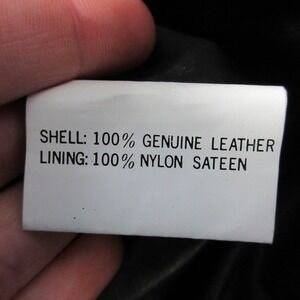 SHELL: 100% GENUINE LEATHER
LINING: 100% NYLON SATEEN